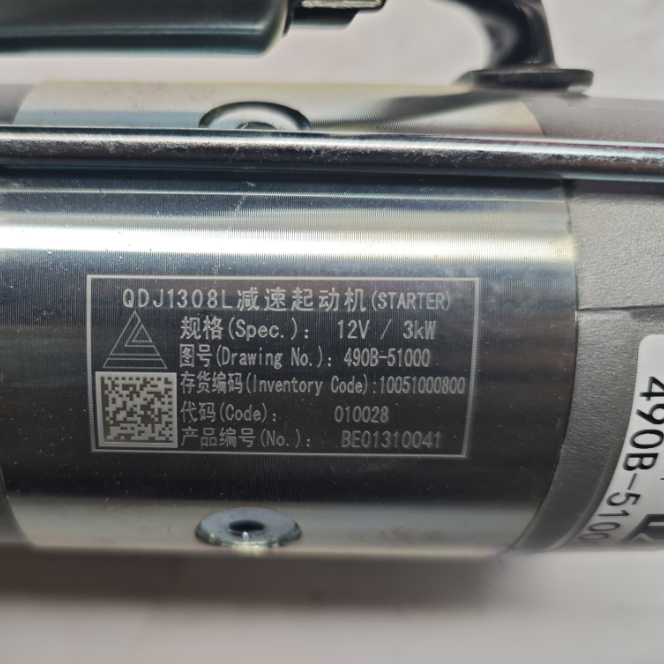 QDJ1308L减速起动机(STARTER)
规格(Spec.): 12V / 3kW
图号(Drawing No.): 490B-51000
存货编码(Inventory Code):10051000800
代码(Code): 010028
产品编号(No.): BE01310041
490B-5100